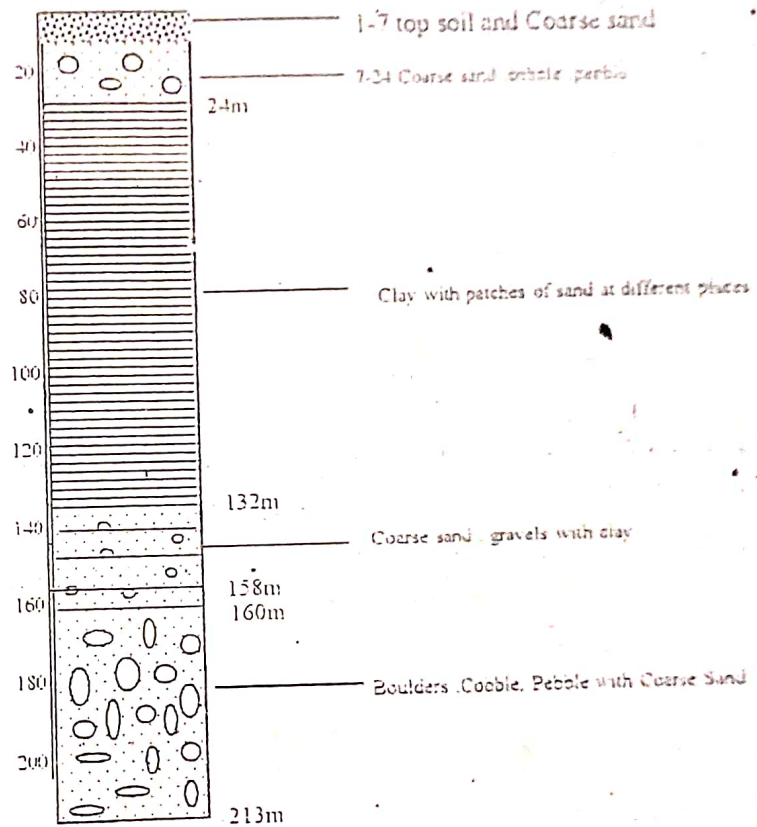 1-7 top soil and Coarse sand
20
7-24 Coarse sand
24m
40
60
80
Clay with patches of sand at different places
100
120
132m
140
Coarse sand . gravels with clay
158m
160
160m
180
Boulders .Cobble, Pebble with Coarse Sand
200
213m